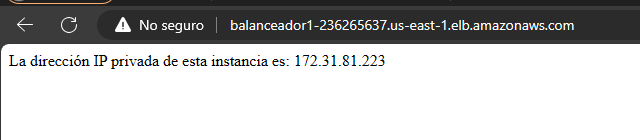 No seguro
balanceador1-236265637.us-east-1.elb.amazonaws.com
La dirección IP privada de esta instancia es: 172.31.81.223